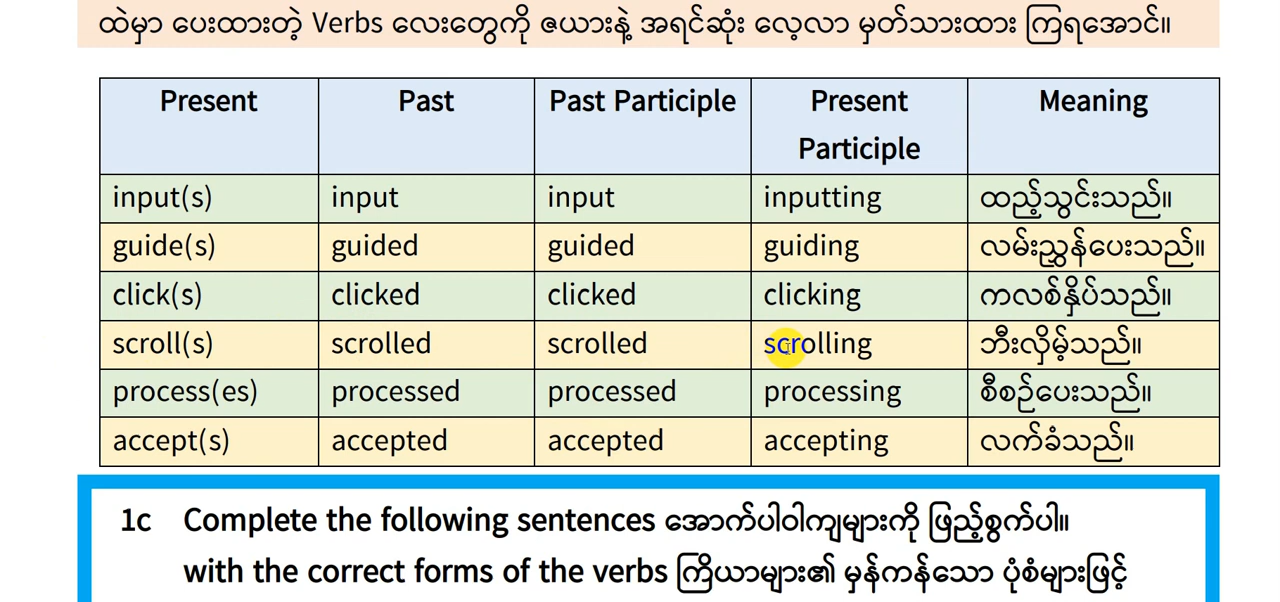 ထဲမှာ ပေးထားတဲ့ Verbs လေးတွေကို ဇယားနဲ့ အရင်ဆုံး လေ့လာ မှတ်သားထား ကြရအောင်။
Present Past Past Participle Present Participle Meaning
input(s) input input inputting ထည့်သွင်းသည်။
guide(s) guided guided guiding လမ်းညွှန်ပေးသည်။
click(s) clicked clicked clicking ကလစ်နှိပ်သည်။
scroll(s) scrolled scrolled scrolling ဘီးလှိမ့်သည်။
process(es) processed processed processing စီစဉ်ပေးသည်။
accept(s) accepted accepted accepting လက်ခံသည်။
1c Complete the following sentences အောက်ပါဝါကျများကို ဖြည့်စွက်ပါ။
with the correct forms of the verbs ကြိယာများ၏ မှန်ကန်သော ပုံစံများဖြင့်